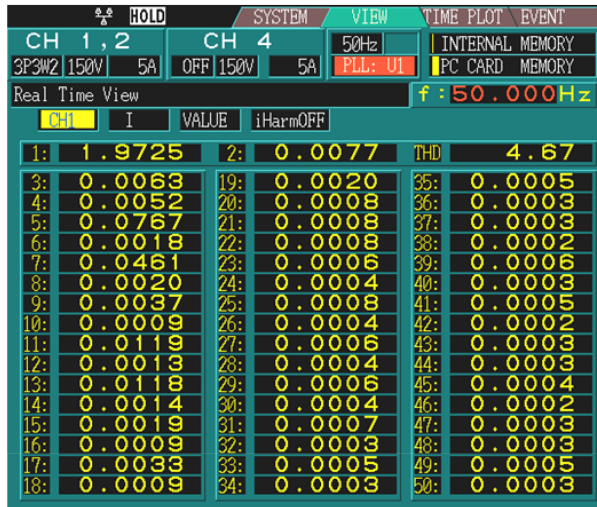 HOLD SYSTEM VIEW TIME PLOT EVENT
CH 1,2 CH 4 50Hz INTERNAL MEMORY
3P3W2 150V 5A OFF 150V 5A PLL: U1 PC CARD MEMORY
Real Time View f:50.000Hz
CH1 I VALUE iHarmOFF
1: 1.9725 2: 0.0077 THD 4.67
3: 0.0063 19: 0.0020 35: 0.0005
4: 0.0052 20: 0.0008 36: 0.0003
5: 0.0767 21: 0.0008 37: 0.0003
6: 0.0018 22: 0.0008 38: 0.0002
7: 0.0461 23: 0.0006 39: 0.0006
8: 0.0020 24: 0.0004 40: 0.0003
9: 0.0037 25: 0.0008 41: 0.0005
10: 0.0009 26: 0.0004 42: 0.0002
11: 0.0119 27: 0.0006 43: 0.0003
12: 0.0013 28: 0.0004 44: 0.0003
13: 0.0118 29: 0.0006 45: 0.0004
14: 0.0014 30: 0.0004 46: 0.0002
15: 0.0019 31: 0.0007 47: 0.0003
16: 0.0009 32: 0.0003 48: 0.0003
17: 0.0033 33: 0.0005 49: 0.0005
18: 0.0009 34: 0.0003 50: 0.0003